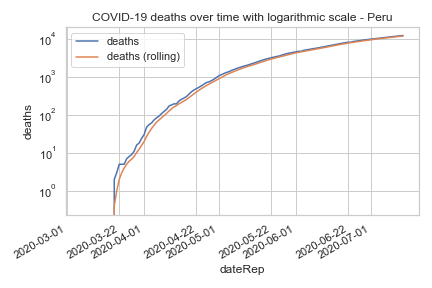 COVID-19 deaths over time with logarithmic scale - Peru
deaths
deaths (rolling)
deaths
10⁴
10³
10²
10¹
10⁰
2020-03-01
2020-03-22
2020-04-01
2020-04-22
2020-05-01
2020-05-22
2020-06-01
2020-06-22
2020-07-01
dateRep